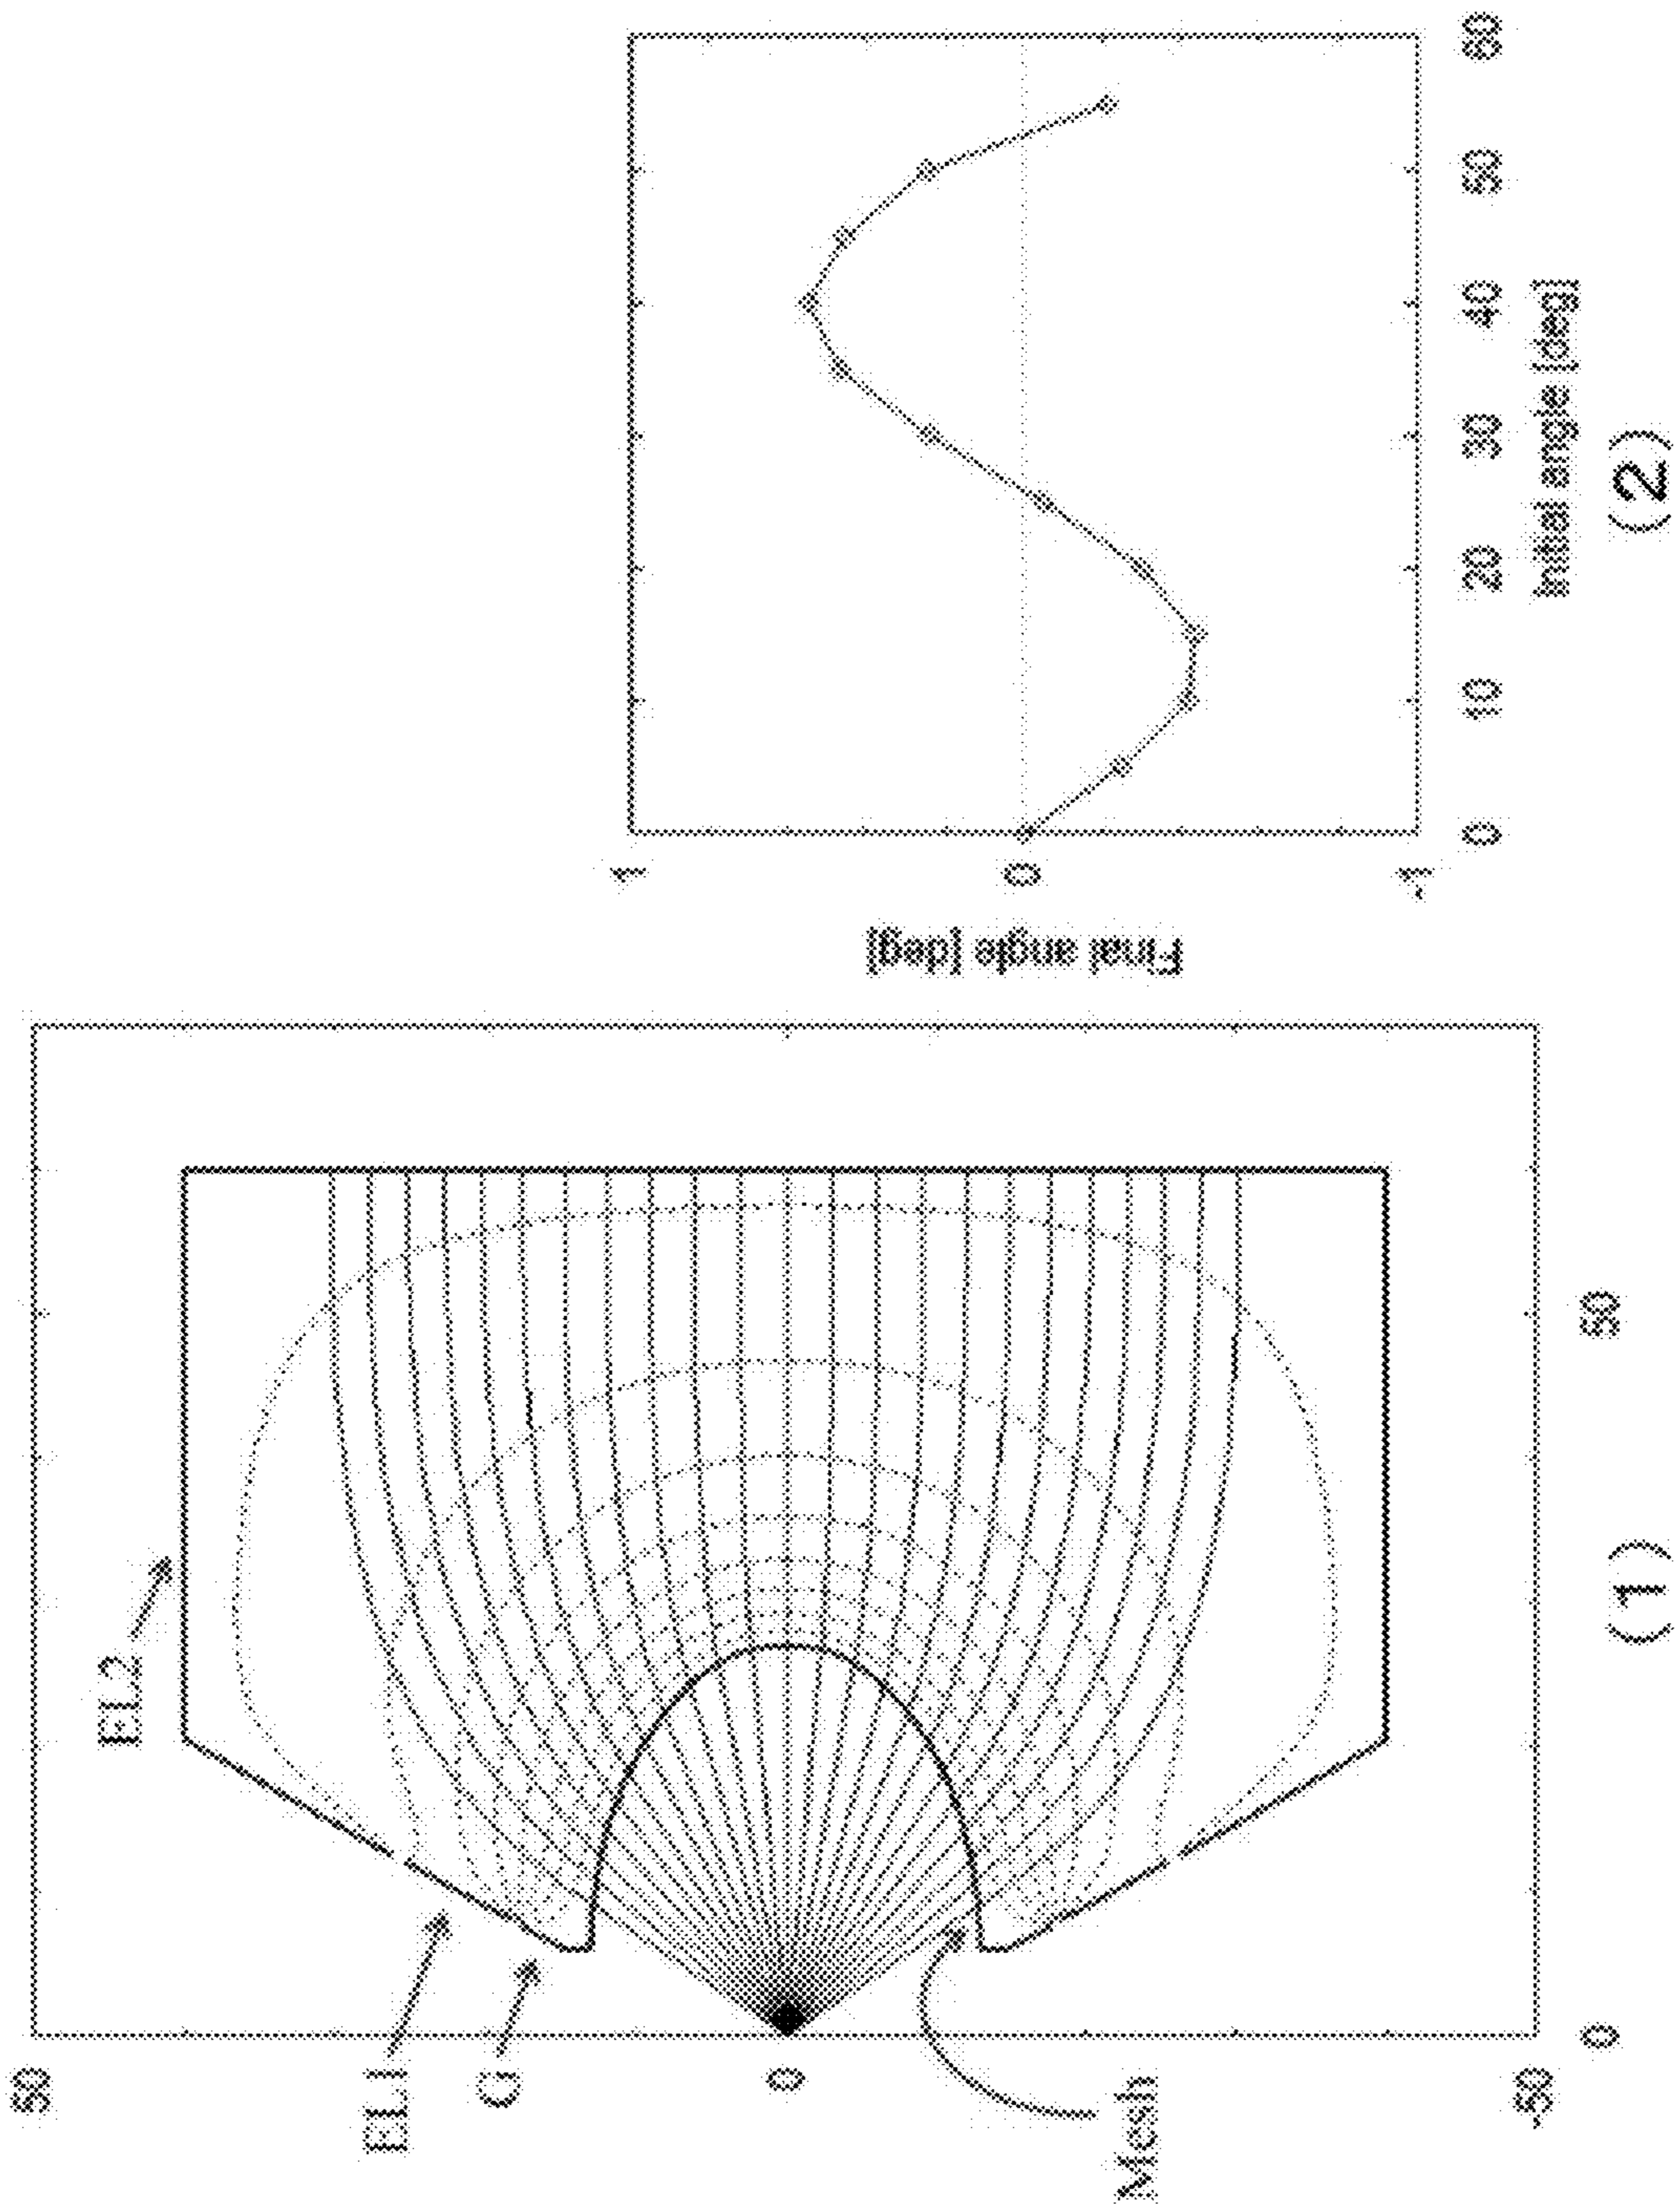 EL2
EL1
G
Mesh
50
0
-50
0
50
(1)
Final angle [deg]
1
0
-1
0
10
20
30
40
50
60
Initial angle [deg]
(2)